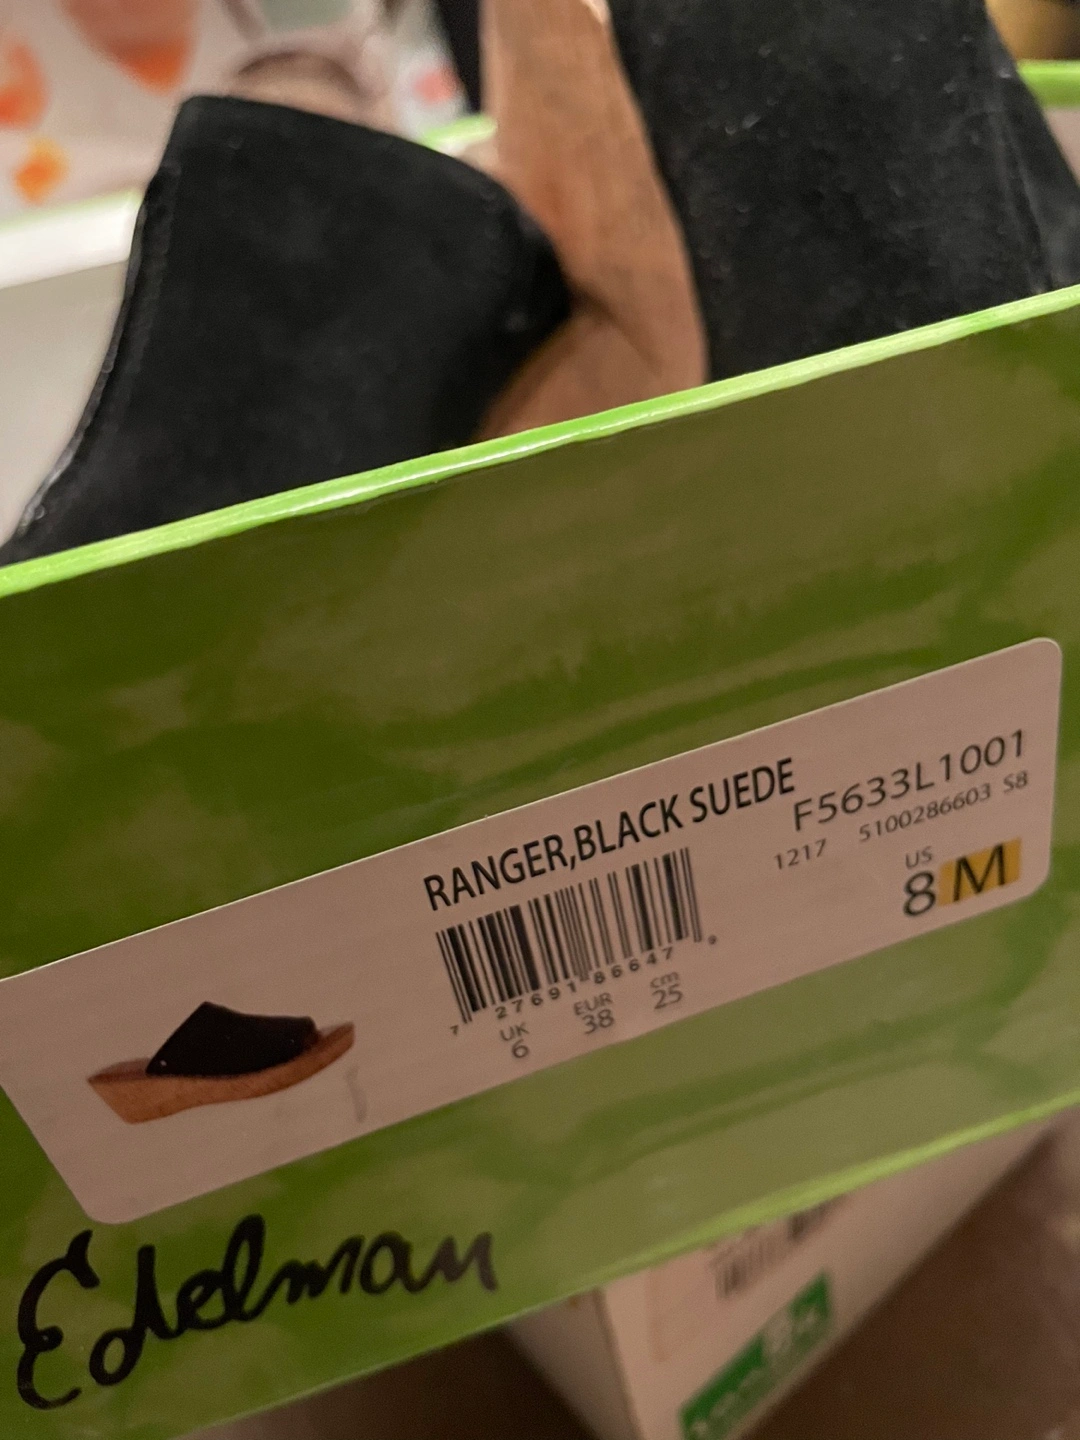 RANGER,BLACK SUEDE
F5633L1001
1217 5100286603 S8
US
8 M
7 27691 86647 9
UK EUR cm
6 38 25
Edelman